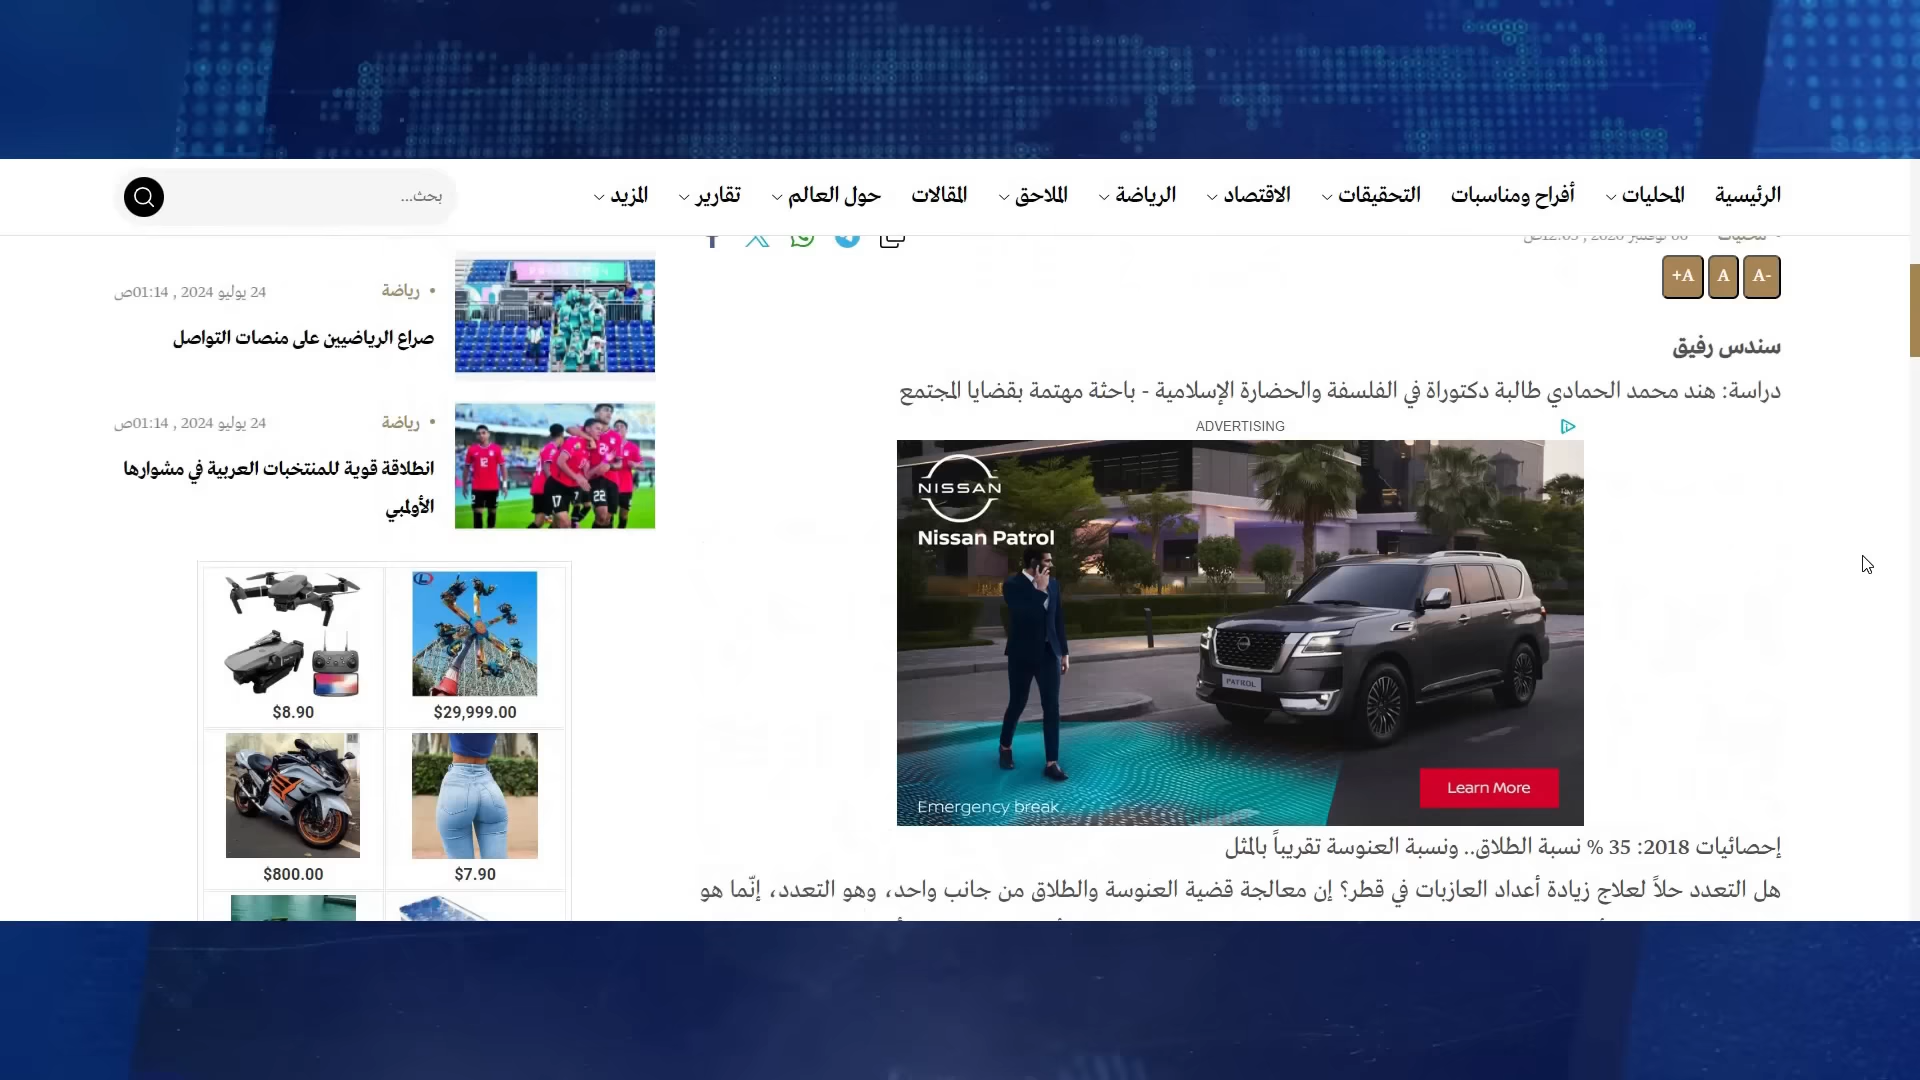 الرئيسية
المحليات
أفراح ومناسبات
التحقيقات
الاقتصاد
الرياضة
الملاحق
المقالات
حول العالم
تقارير
المزيد
بحث...
A-
A
A+
سندس رفيق
دراسة: هند محمد الحمادي طالبة دكتوراة في الفلسفة والحضارة الإسلامية - باحثة مهتمة بقضايا المجتمع
ADVERTISING
NISSAN
Nissan Patrol
PATROL
Emergency break
Learn More
إحصائيات 2018: 35 % نسبة الطلاق.. ونسبة العنوسة تقريباً بالمثل
هل التعدد حلاً لعلاج زيادة أعداد العازبات في قطر؟ إن معالجة قضية العنوسة والطلاق من جانب واحد، وهو التعدد، إنّما هو
رياضة
24 يوليو 2024 , 01:14ص
صراع الرياضيين على منصات التواصل
رياضة
24 يوليو 2024 , 01:14ص
انطلاقة قوية للمنتخبات العربية في مشوارها
الأولمبي
$8.90
$29,999.00
$800.00
$7.90